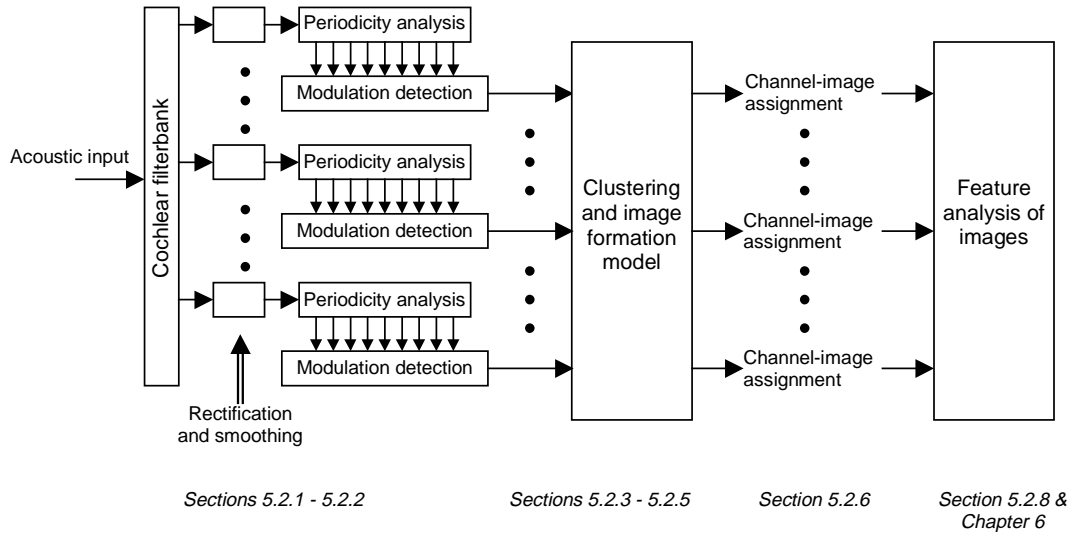 Periodicity analysis
Modulation detection
Channel-image
assignment
Acoustic input
Cochlear filterbank
Periodicity analysis
Modulation detection
Clustering
and image
formation
model
Channel-image
assignment
Feature
analysis of
images
Periodicity analysis
Modulation detection
Channel-image
assignment
Rectification
and smoothing
Sections 5.2.1 - 5.2.2
Sections 5.2.3 - 5.2.5
Section 5.2.6
Section 5.2.8 &
Chapter 6